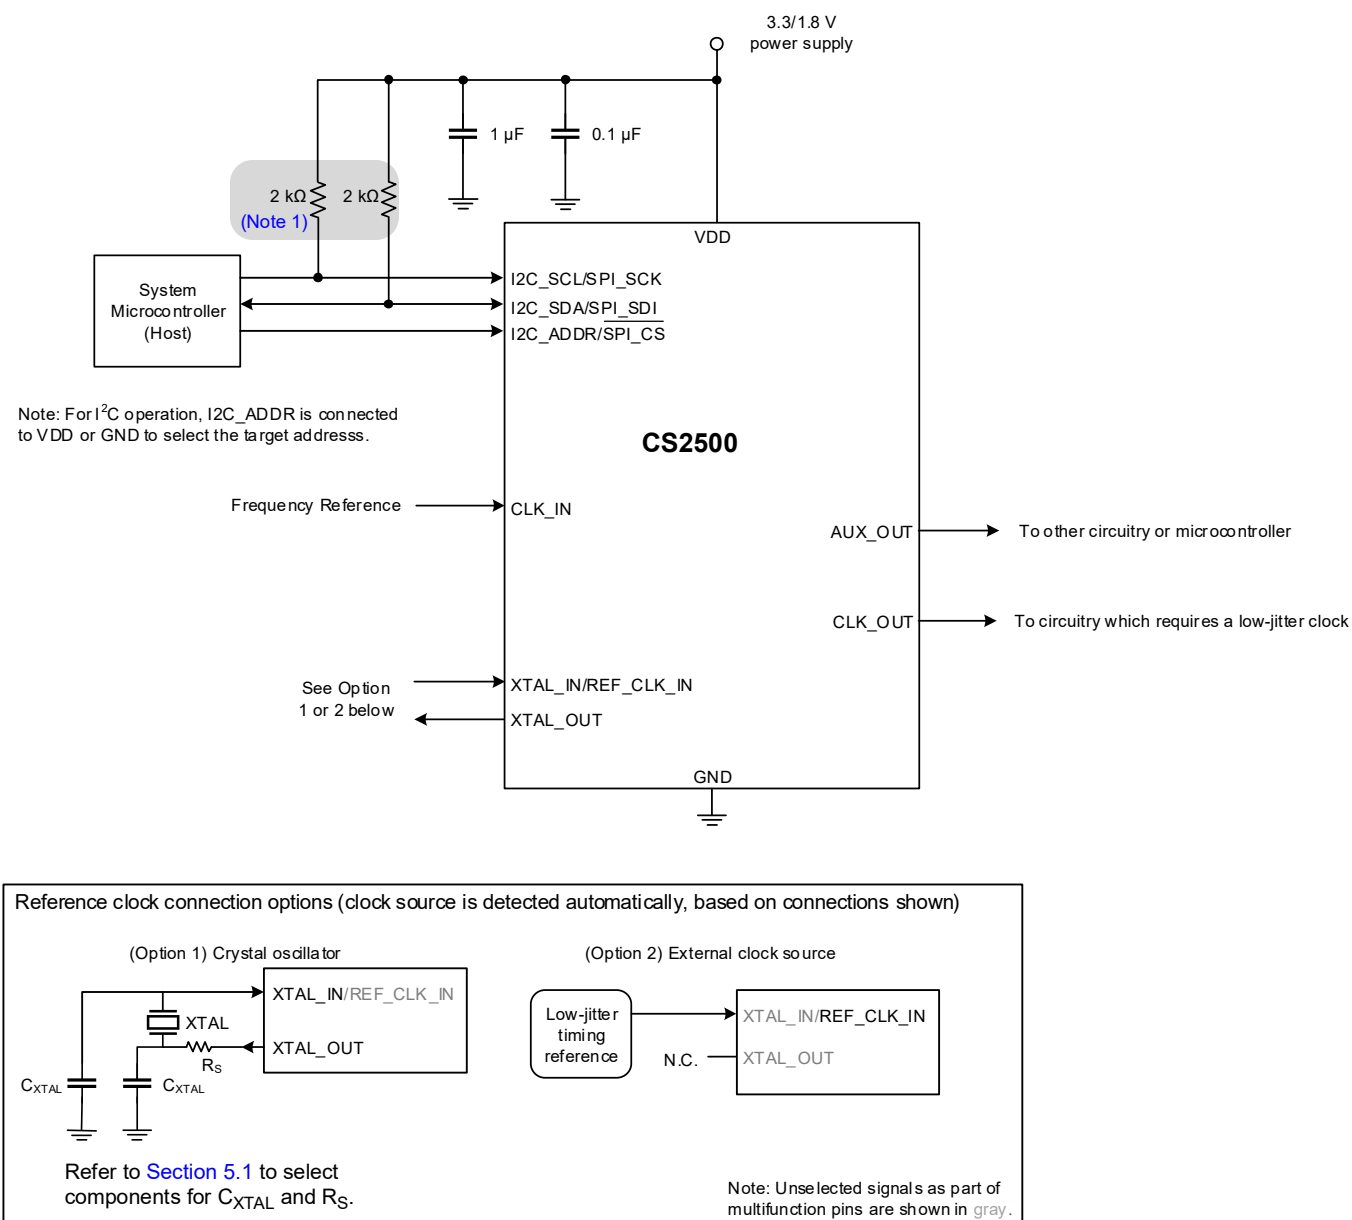 3.3/1.8 V
power supply
1 µF
0.1 µF
2 kΩ
2 kΩ
(Note 1)
VDD
System
Microcontroller
(Host)
I2C_SCL/SPI_SCK
I2C_SDA/SPI_SDI
I2C_ADDR/SPI_CS
Note: For I²C operation, I2C_ADDR is connected
to VDD or GND to select the target addresss.
CS2500
Frequency Reference
CLK_IN
AUX_OUT
To other circuitry or microcontroller
CLK_OUT
To circuitry which requires a low-jitter clock
See Option
1 or 2 below
XTAL_IN/REF_CLK_IN
XTAL_OUT
GND
Reference clock connection options (clock source is detected automatically, based on connections shown)
(Option 1) Crystal oscillator
XTAL_IN/REF_CLK_IN
XTAL
XTAL_OUT
RS
CXTAL
CXTAL
Refer to Section 5.1 to select
components for CXTAL and RS.
(Option 2) External clock source
Low-jitter
timing
reference
XTAL_IN/REF_CLK_IN
N.C.
XTAL_OUT
Note: Unselected signals as part of
multifunction pins are shown in gray.